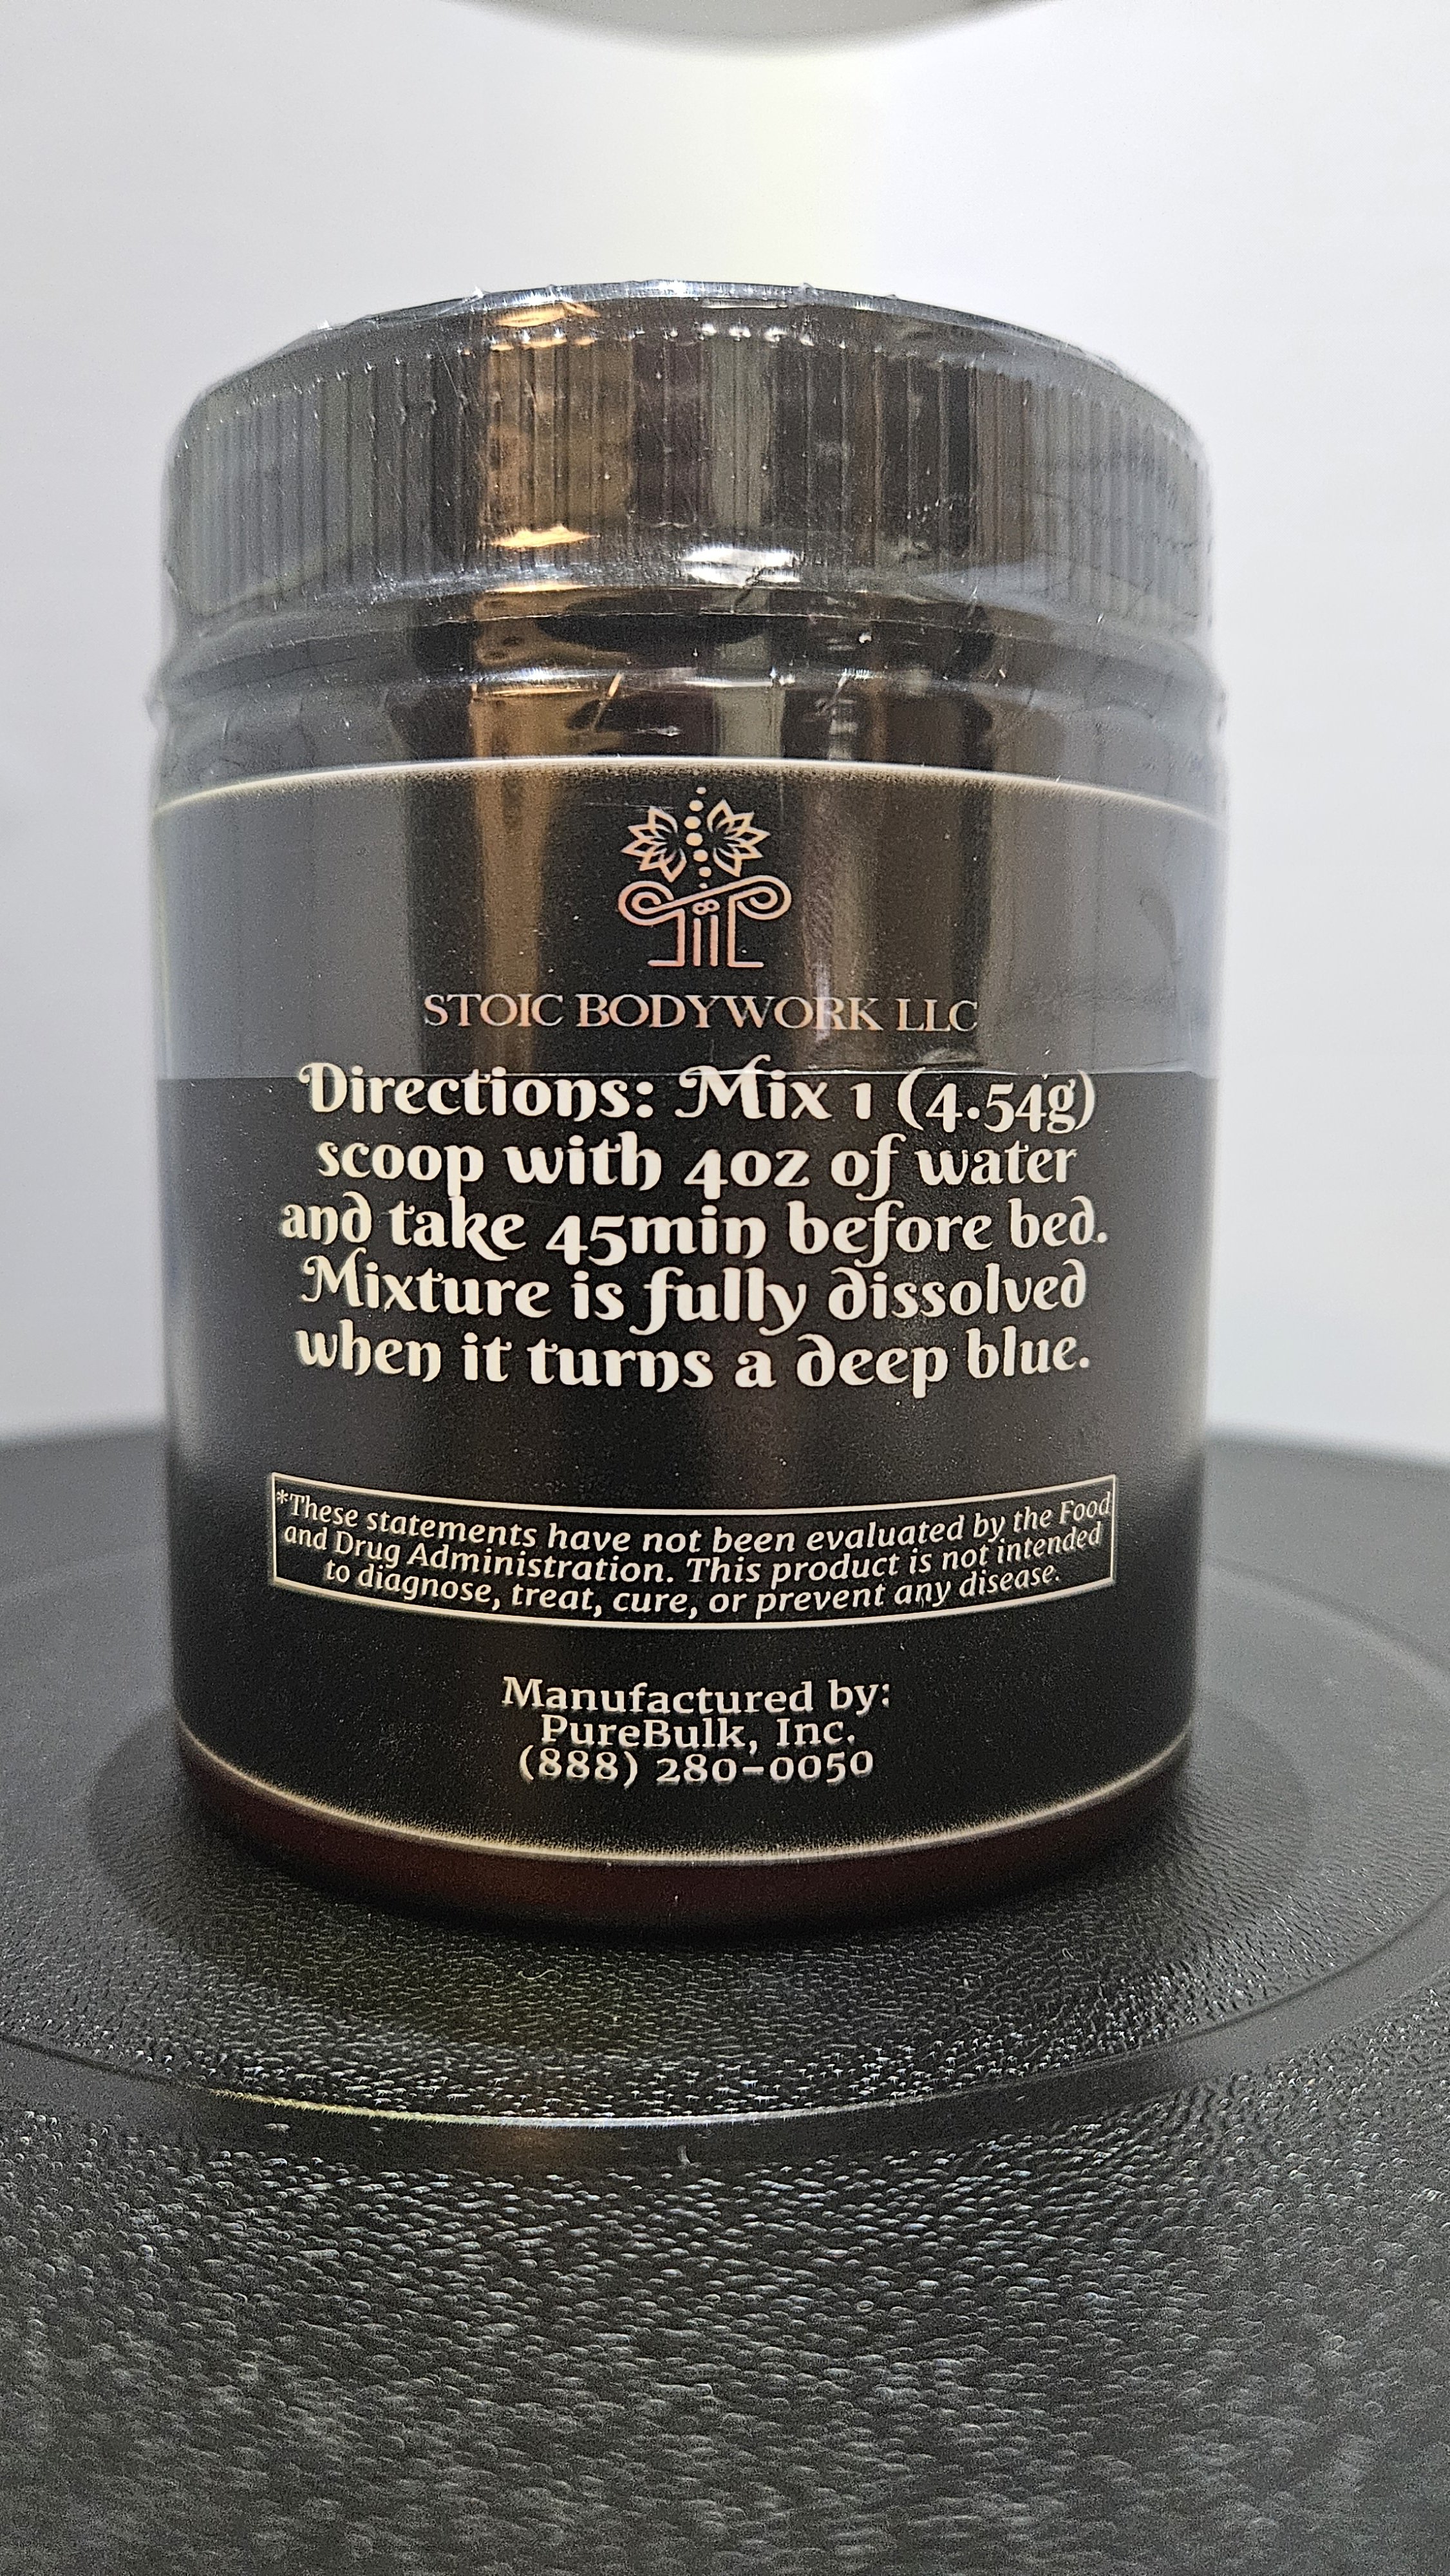 STOIC BODYWORK LLC
Directions: Mix 1 (4.54g)
scoop with 4oz of water
and take 45min before bed.
Mixture is fully dissolved
when it turns a deep blue.
*These statements have not been evaluated by the Food
and Drug Administration. This product is not intended
to diagnose, treat, cure, or prevent any disease.
Manufactured by:
PureBulk, Inc.
(888) 280-0050